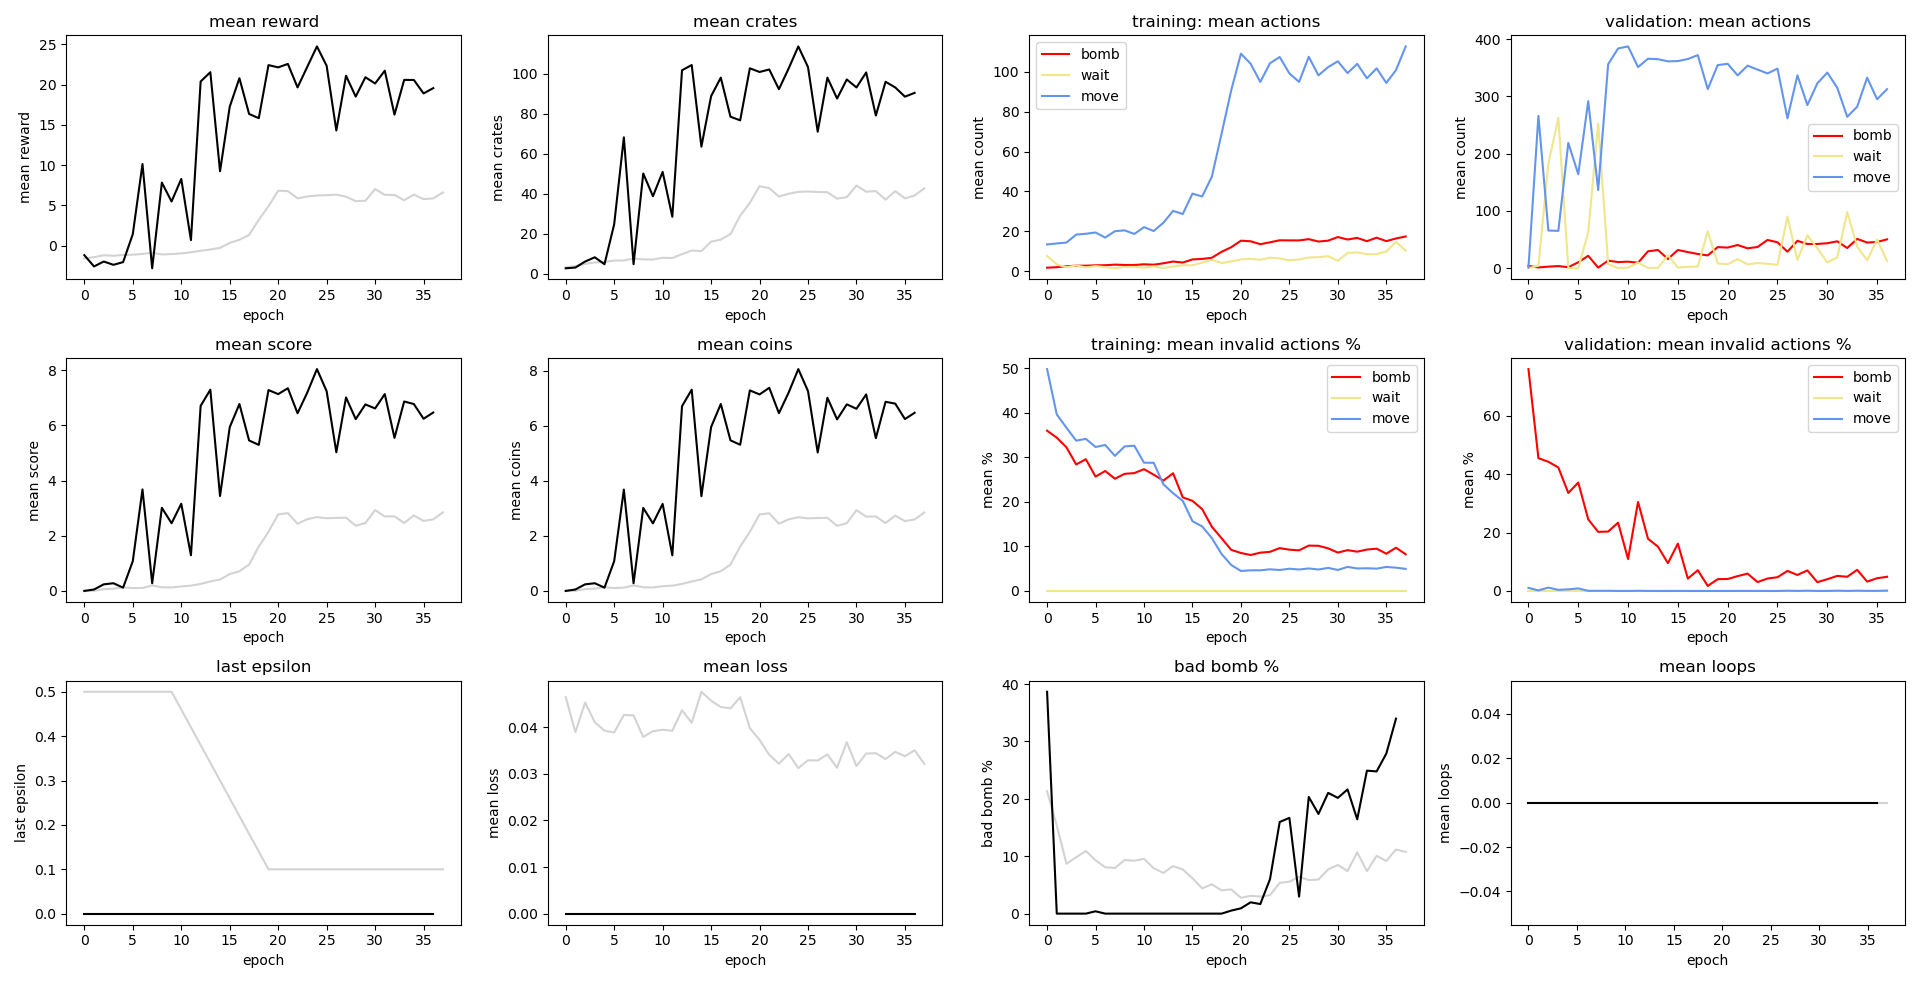 mean reward
mean reward
25
20
15
10
5
0
0 5 10 15 20 25 30 35
epoch
mean crates
mean crates
100
80
60
40
20
0
0 5 10 15 20 25 30 35
epoch
training: mean actions
mean count
100
80
60
40
20
0
bomb
wait
move
0 5 10 15 20 25 30 35
epoch
validation: mean actions
mean count
400
300
200
100
0
bomb
wait
move
0 5 10 15 20 25 30 35
epoch
mean score
mean score
8
6
4
2
0
0 5 10 15 20 25 30 35
epoch
mean coins
mean coins
8
6
4
2
0
0 5 10 15 20 25 30 35
epoch
training: mean invalid actions %
mean %
50
40
30
20
10
0
bomb
wait
move
0 5 10 15 20 25 30 35
epoch
validation: mean invalid actions %
mean %
60
40
20
0
bomb
wait
move
0 5 10 15 20 25 30 35
epoch
last epsilon
last epsilon
0.5
0.4
0.3
0.2
0.1
0.0
0 5 10 15 20 25 30 35
epoch
mean loss
mean loss
0.04
0.03
0.02
0.01
0.00
0 5 10 15 20 25 30 35
epoch
bad bomb %
bad bomb %
40
30
20
10
0
0 5 10 15 20 25 30 35
epoch
mean loops
mean loops
0.04
0.02
0.00
−0.02
−0.04
0 5 10 15 20 25 30 35
epoch